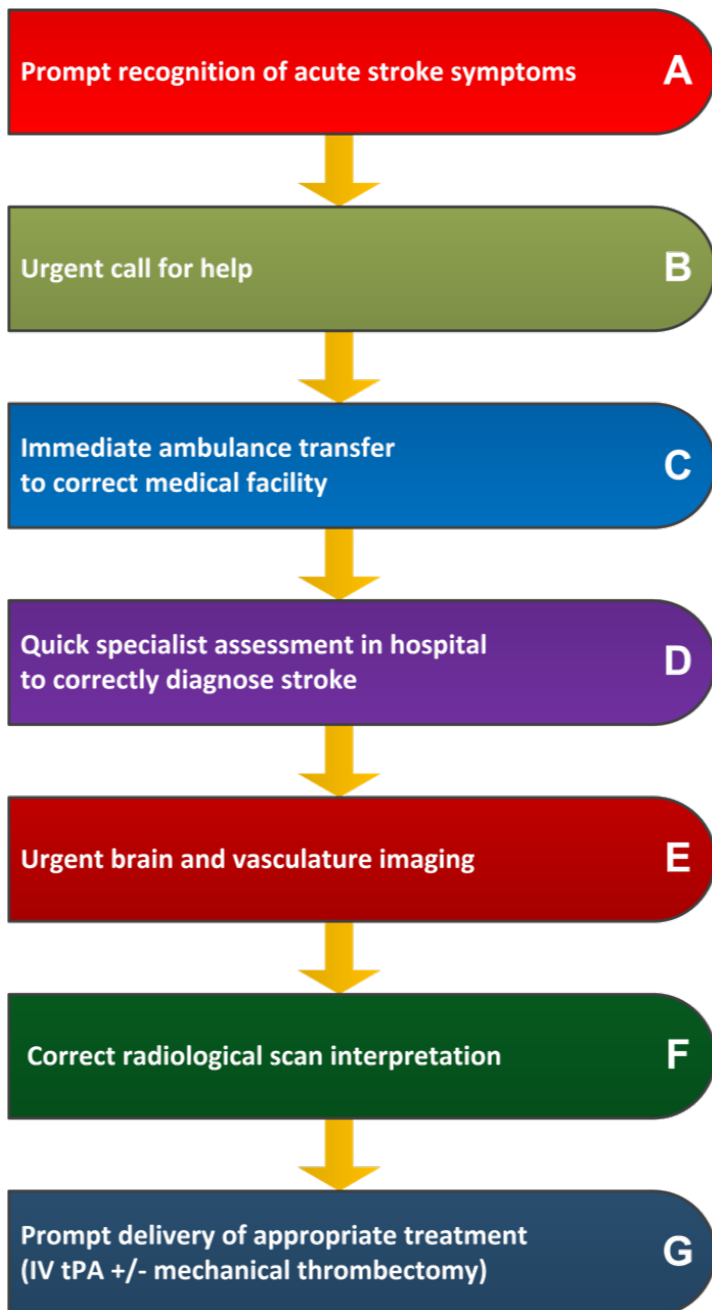 Prompt recognition of acute stroke symptoms A
Urgent call for help B
Immediate ambulance transfer
to correct medical facility C
Quick specialist assessment in hospital
to correctly diagnose stroke D
Urgent brain and vasculature imaging E
Correct radiological scan interpretation F
Prompt delivery of appropriate treatment
(IV tPA +/- mechanical thrombectomy) G